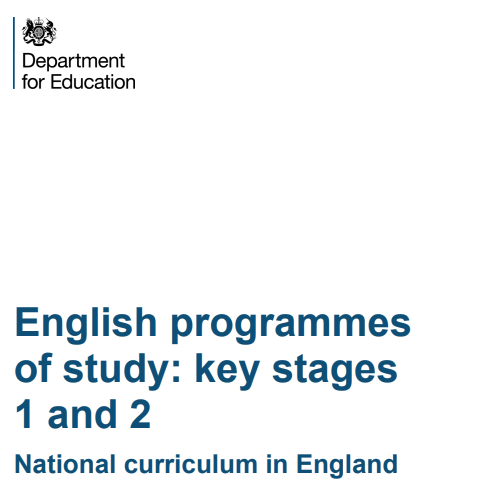 Department
for Education
English programmes
of study: key stages
1 and 2
National curriculum in England